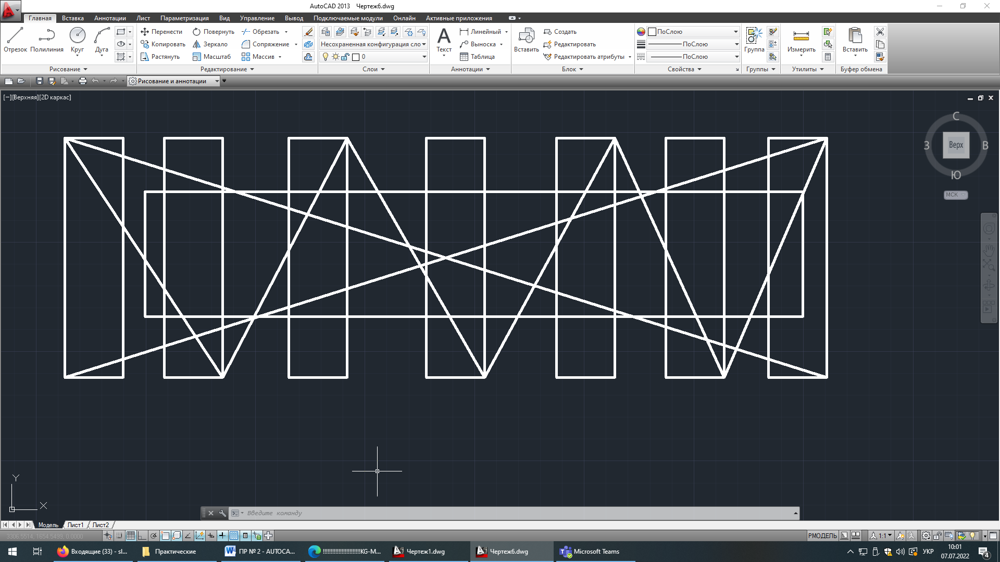 AutoCAD 2013 Чертеж6.dwg
Главная Вставка Аннотации Лист Параметризация Вид Управление Вывод Подключаемые модули Онлайн Активные приложения
Отрезок Полилиния Круг Дуга
Рисование
Перенести Повернуть Обрезать
Копировать Зеркало Сопряжение
Растянуть Масштаб Массив
Редактирование
Несохраненная конфигурация сло
0
Слои
Текст
Линейный
Выноска
Таблица
Аннотации
Вставить
Создать
Редактировать
Редактировать атрибуты
Блок
ПоСлою
ПоСлою
ПоСлою
Свойства
Группа
Группы
Измерить
Утилиты
Вставить
Буфер обмена
Рисование и аннотации
[−][Верхняя][2D каркас]
С
З Верх В
Ю
МСК
Y
X
Введите команду
Модель Лист1 Лист2
3306.5514, 1654.5499, 0.0000
РМОДЕЛЬ 1:1
Входящие (33) - sl... Практические ПР № 2 - AUTOCA... !!!!!!!!!!!!!!!!!!!!!!!!!KG-M... Чертеж1.dwg Чертеж6.dwg Microsoft Teams
УКР
10:01
07.07.2022
4